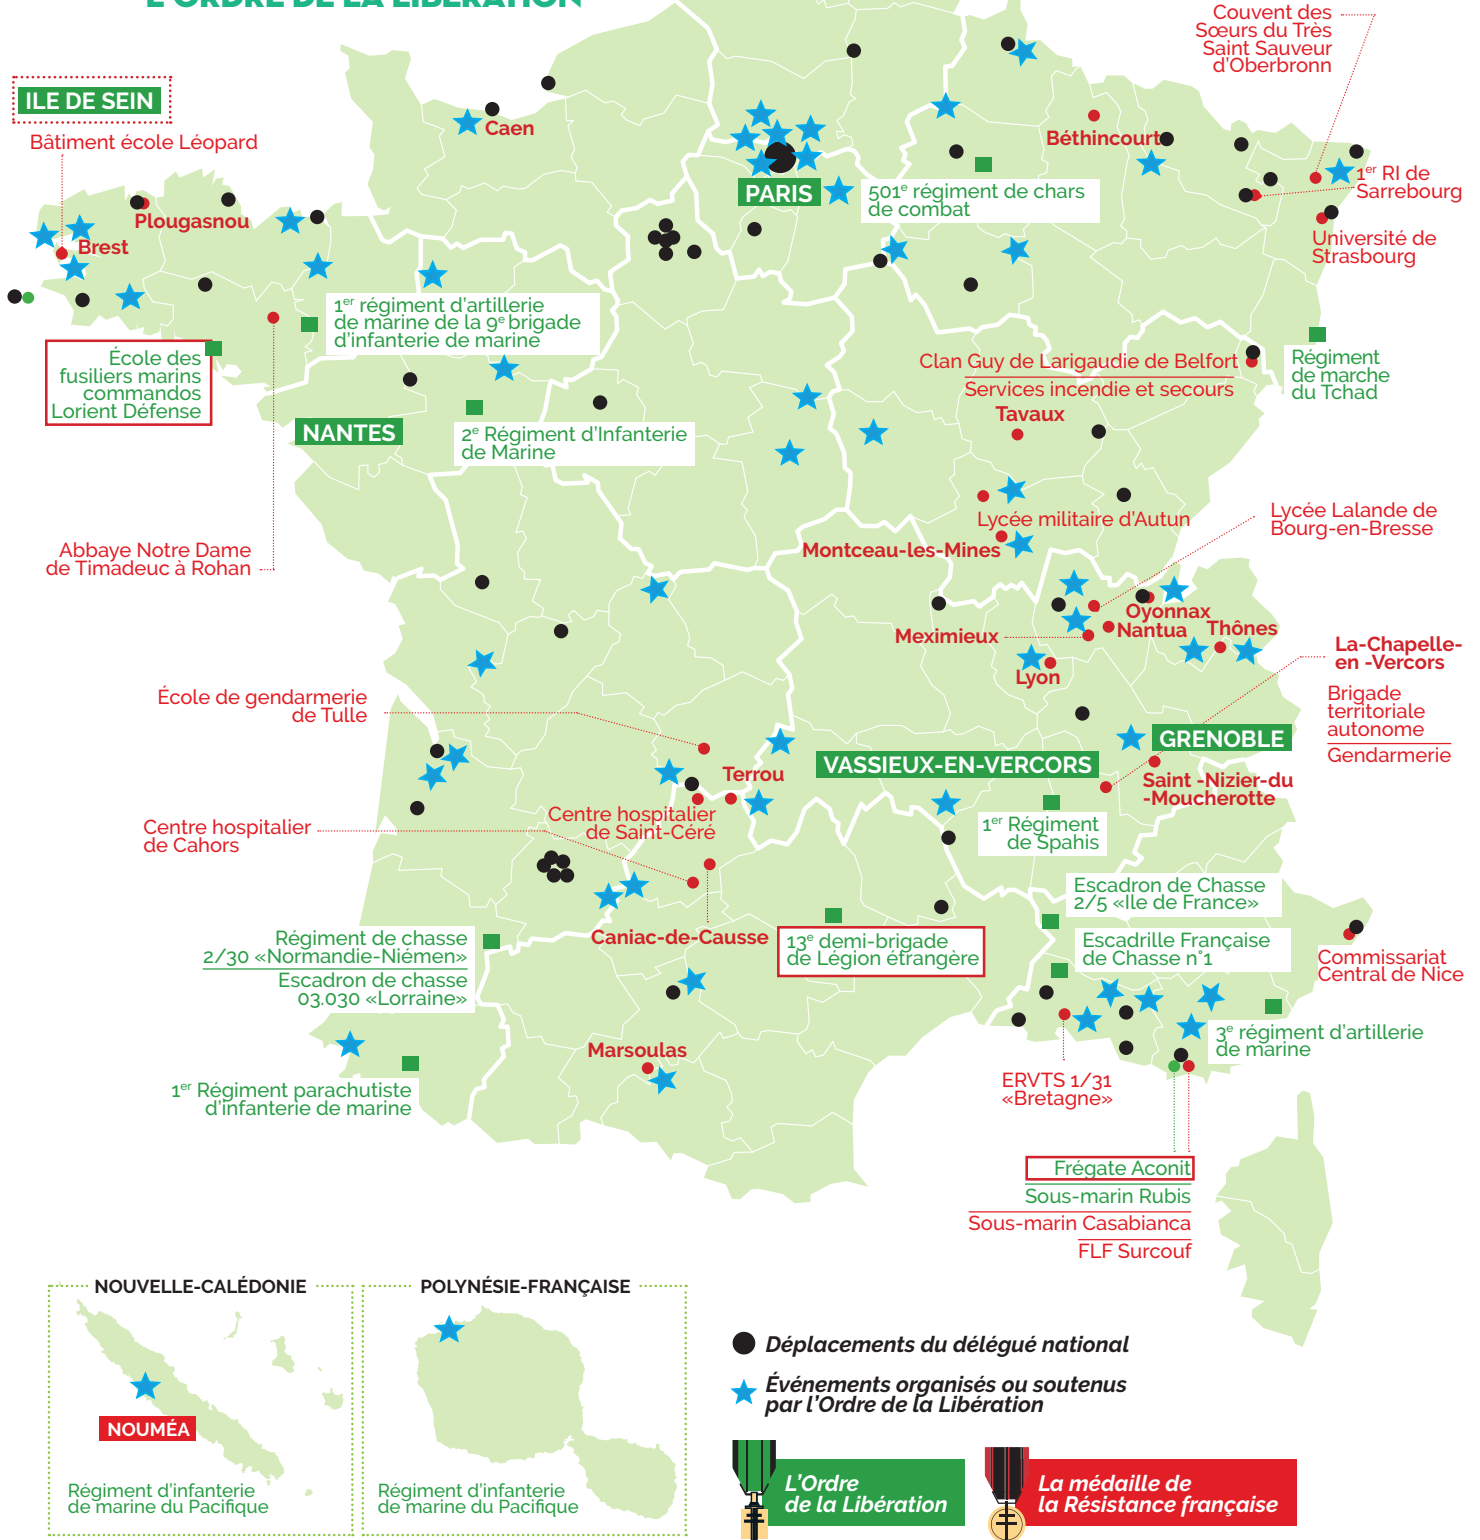 L'ORDRE DE LA LIBÉRATION
Couvent des
Sœurs du Très
Saint Sauveur
d'Oberbronn
ILE DE SEIN
Bâtiment école Léopard
Caen
Béthincourt
PARIS
501e régiment de chars
de combat
1er RI de
Sarrebourg
Université de
Strasbourg
Plougasnou
Brest
1er régiment d'artillerie
de marine de la 9e brigade
d'infanterie de marine
École des
fusiliers marins
commandos
Lorient Défense
NANTES
2e Régiment d'Infanterie
de Marine
Clan Guy de Larigaudie de Belfort
Services incendie et secours
Tavaux
Régiment
de marche
du Tchad
Lycée militaire d'Autun
Montceau-les-Mines
Lycée Lalande de
Bourg-en-Bresse
Abbaye Notre Dame
de Timadeuc à Rohan
Oyonnax
Nantua
Thônes
Meximieux
Lyon
La-Chapelle-
en -Vercors
Brigade
territoriale
autonome
Gendarmerie
École de gendarmerie
de Tulle
GRENOBLE
VASSIEUX-EN-VERCORS
Saint -Nizier-du
-Moucherotte
Terrou
Centre hospitalier
de Saint-Céré
Centre hospitalier
de Cahors
1er Régiment
de Spahis
Escadron de Chasse
2/5 «Ile de France»
Escadrille Française
de Chasse n°1
Caniac-de-Causse
13e demi-brigade
de Légion étrangère
Régiment de chasse
2/30 «Normandie-Niémen»
Escadron de chasse
03.030 «Lorraine»
Commissariat
Central de Nice
3e régiment d'artillerie
de marine
Marsoulas
1er Régiment parachutiste
d'infanterie de marine
ERVTS 1/31
«Bretagne»
Frégate Aconit
Sous-marin Rubis
Sous-marin Casabianca
FLF Surcouf
NOUVELLE-CALÉDONIE
NOUMÉA
Régiment d'infanterie
de marine du Pacifique
POLYNÉSIE-FRANÇAISE
Régiment d'infanterie
de marine du Pacifique
Déplacements du délégué national
Événements organisés ou soutenus
par l'Ordre de la Libération
L'Ordre
de la Libération
La médaille de
la Résistance française